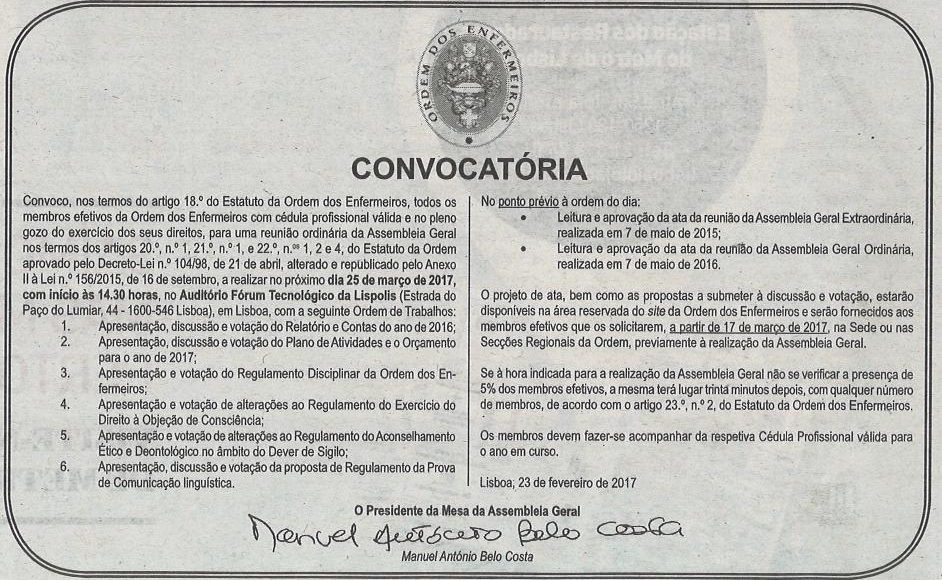 ORDEM DOS ENFERMEIROS
CONVOCATÓRIA
Convoco, nos termos do artigo 18.º do Estatuto da Ordem dos Enfermeiros, todos os
membros efetivos da Ordem dos Enfermeiros com cédula profissional válida e no pleno
gozo do exercício dos seus direitos, para uma reunião ordinária da Assembleia Geral
nos termos dos artigos 20.º, n.º 1, 21.º, n.º 1, e 22.º, n.ºs 1, 2 e 4, do Estatuto da Ordem
aprovado pelo Decreto-Lei n.º 104/98, de 21 de abril, alterado e republicado pelo Anexo
II à Lei n.º 156/2015, de 16 de setembro, a realizar no próximo dia 25 de março de 2017,
com início às 14.30 horas, no Auditório Fórum Tecnológico da Lispolis (Estrada do
Paço do Lumiar, 44 - 1600-546 Lisboa), em Lisboa, com a seguinte Ordem de Trabalhos:
1. Apresentação, discussão e votação do Relatório e Contas do ano de 2016;
2. Apresentação, discussão e votação do Plano de Atividades e o Orçamento
para o ano de 2017;
3. Apresentação e votação do Regulamento Disciplinar da Ordem dos En-
fermeiros;
4. Apresentação e votação de alterações ao Regulamento do Exercício do
Direito à Objeção de Consciência;
5. Apresentação e votação de alterações ao Regulamento do Aconselhamento
Ético e Deontológico no âmbito do Dever de Sigilo;
6. Apresentação, discussão e votação da proposta de Regulamento da Prova
de Comunicação linguística.
No ponto prévio à ordem do dia:
• Leitura e aprovação da ata da reunião da Assembleia Geral Extraordinária,
realizada em 7 de maio de 2015;
• Leitura e aprovação da ata da reunião da Assembleia Geral Ordinária,
realizada em 7 de maio de 2016.
O projeto de ata, bem como as propostas a submeter à discussão e votação, estarão
disponíveis na área reservada do site da Ordem dos Enfermeiros e serão fornecidos aos
membros efetivos que os solicitarem, a partir de 17 de março de 2017, na Sede ou nas
Secções Regionais da Ordem, previamente à realização da Assembleia Geral.
Se à hora indicada para a realização da Assembleia Geral não se verificar a presença de
5% dos membros efetivos, a mesma terá lugar trinta minutos depois, com qualquer número
de membros, de acordo com o artigo 23.º, n.º 2, do Estatuto da Ordem dos Enfermeiros.
Os membros devem fazer-se acompanhar da respetiva Cédula Profissional válida para
o ano em curso.
Lisboa, 23 de fevereiro de 2017
O Presidente da Mesa da Assembleia Geral
Manuel António Belo Costa
Manuel António Belo Costa